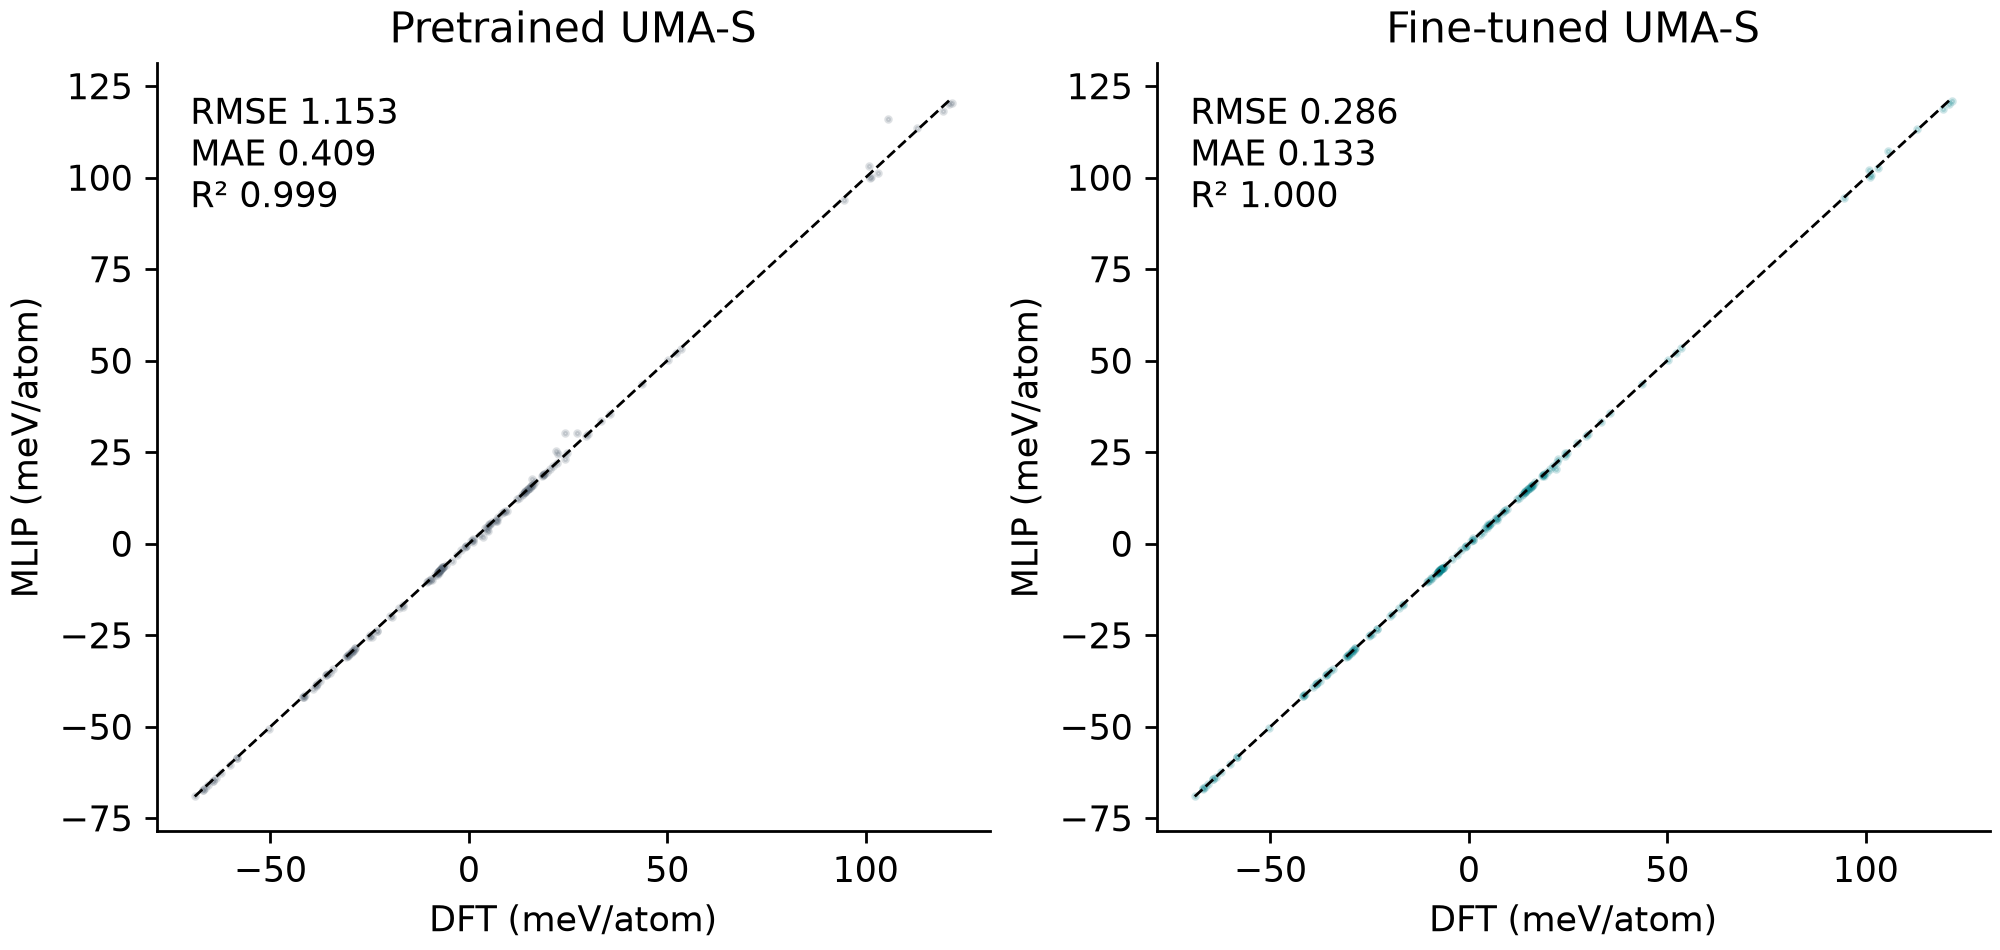 Pretrained UMA-S
RMSE 1.153
MAE 0.409
R² 0.999
125
100
75
50
25
0
−25
−50
−75
MLIP (meV/atom)
−50
0
50
100
DFT (meV/atom)
Fine-tuned UMA-S
RMSE 0.286
MAE 0.133
R² 1.000
125
100
75
50
25
0
−25
−50
−75
MLIP (meV/atom)
−50
0
50
100
DFT (meV/atom)